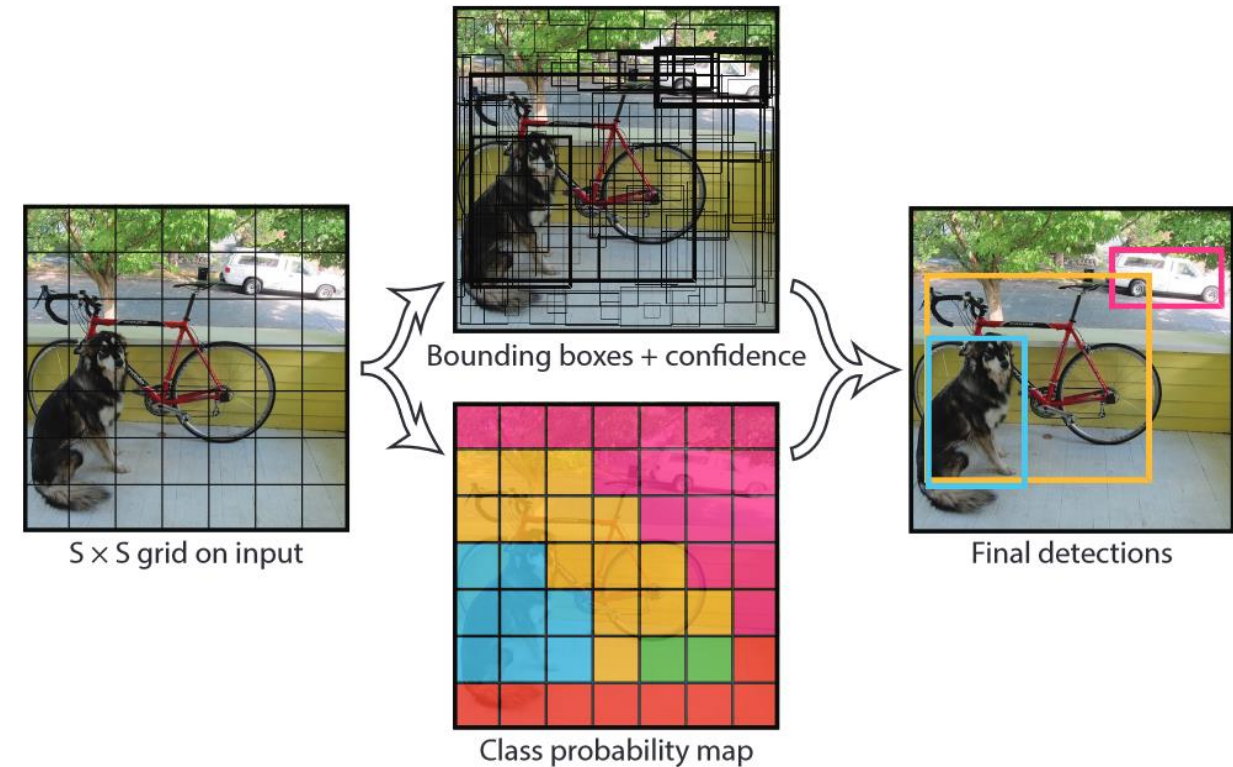 S × S grid on input
Bounding boxes + confidence
Class probability map
Final detections